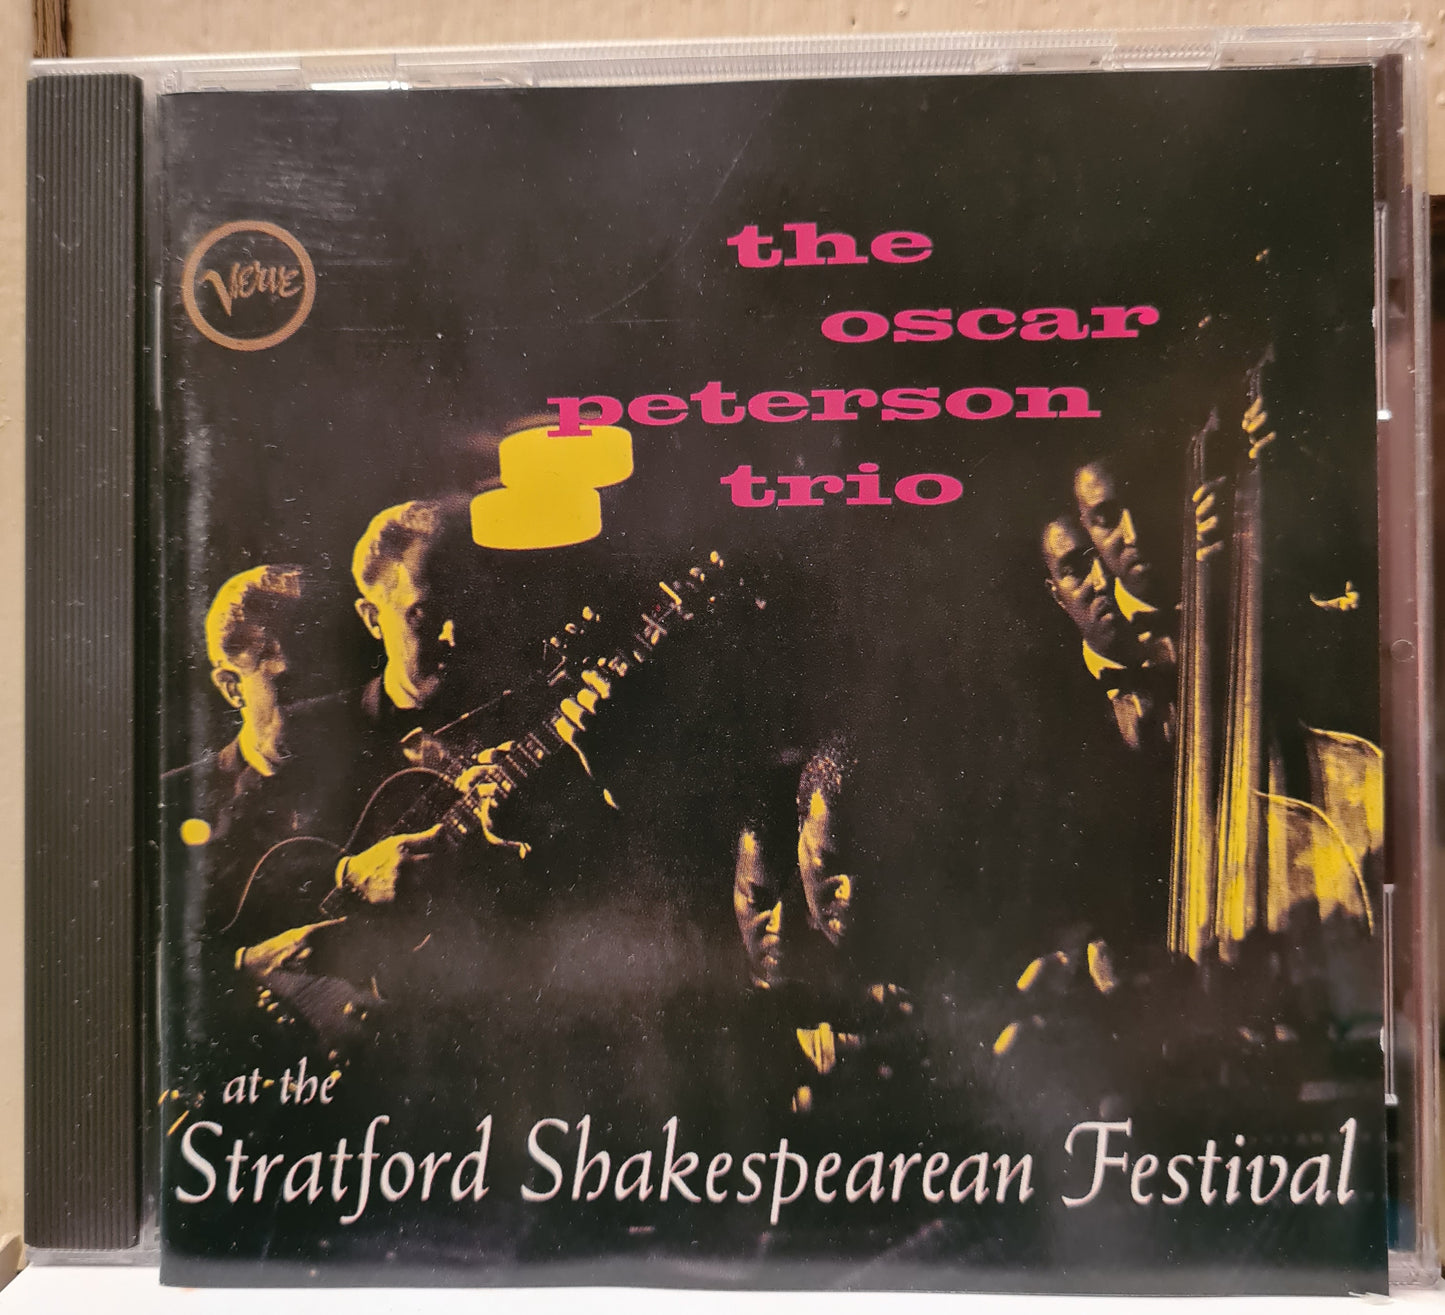 Verve
the
oscar
peterson
trio
at the
Stratford Shakespearean Festival